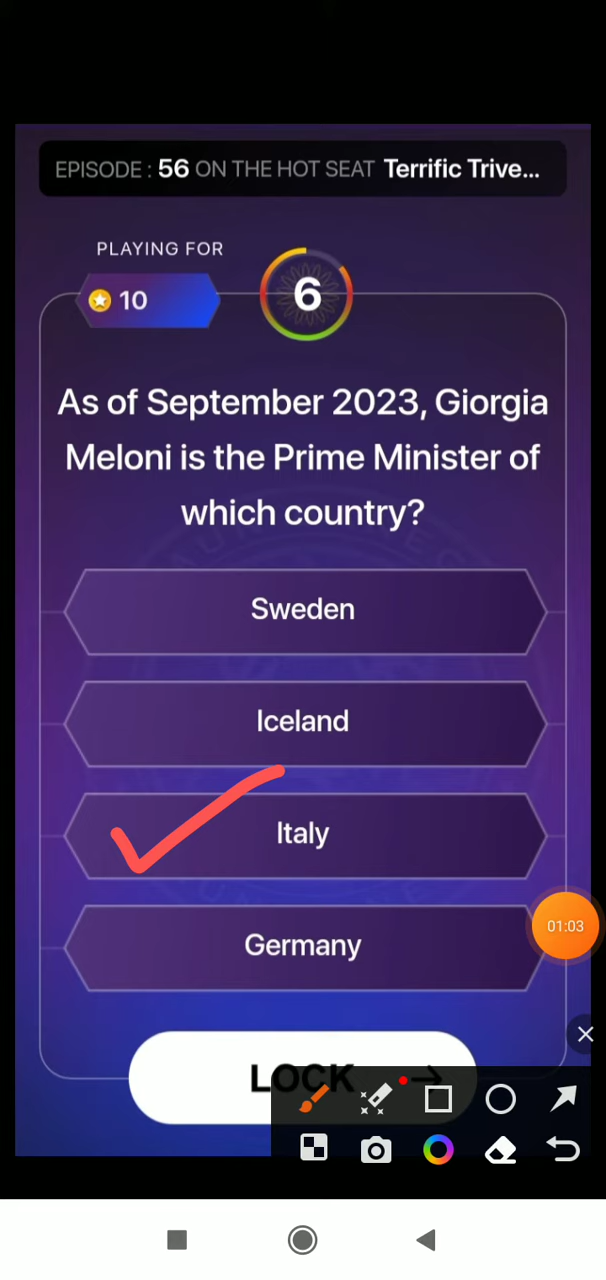 EPISODE : 56 ON THE HOT SEAT Terrific Trive...
PLAYING FOR
10
6
As of September 2023, Giorgia
Meloni is the Prime Minister of
which country?
Sweden
Iceland
Italy
Germany
01:03
LOCK